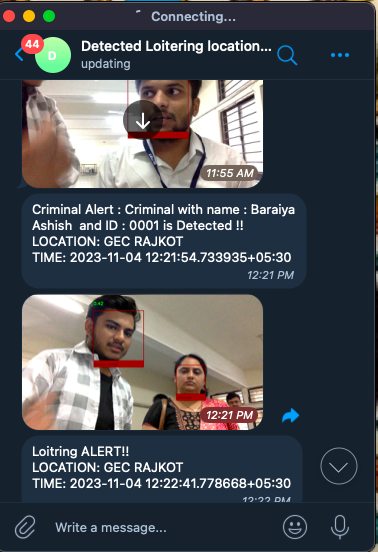 Connecting...
44
D
Detected Loitering location...
updating
11:55 AM
Criminal Alert : Criminal with name : Baraiya
Ashish and ID : 0001 is Detected !!
LOCATION: GEC RAJKOT
TIME: 2023-11-04 12:21:54.733935+05:30
12:21 PM
12:21 PM
Loitring ALERT!!
LOCATION: GEC RAJKOT
TIME: 2023-11-04 12:22:41.778668+05:30
12:22 PM
Write a message...